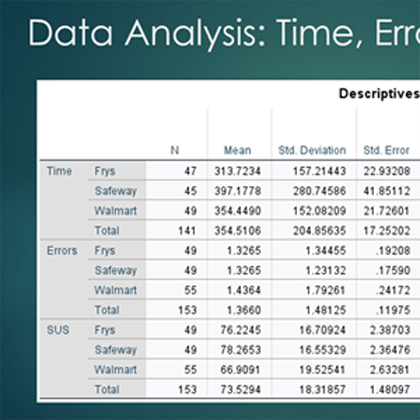 Data Analysis: Time, Erro
Descriptives
N Mean Std. Deviation Std. Error
Time Frys 47 313.7234 157.21443 22.93208
Safeway 45 397.1778 280.74586 41.85112
Walmart 49 354.4490 152.08209 21.72601
Total 141 354.5106 204.85635 17.25202
Errors Frys 49 1.3265 1.34455 .19208
Safeway 49 1.3265 1.23132 .17590
Walmart 55 1.4364 1.79261 .24172
Total 153 1.3660 1.48125 .11975
SUS Frys 49 76.2245 16.70924 2.38703
Safeway 49 78.2653 16.55329 2.36476
Walmart 55 66.9091 19.52541 2.63281
Total 153 73.5294 18.31857 1.48097